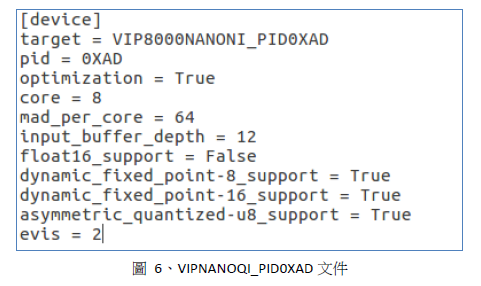 [device]
target = VIP8000NANONI_PID0XAD
pid = 0XAD
optimization = True
core = 8
mad_per_core = 64
input_buffer_depth = 12
float16_support = False
dynamic_fixed_point-8_support = True
dynamic_fixed_point-16_support = True
asymmetric_quantized-u8_support = True
evis = 2
圖 6、VIPNANOQI_PID0XAD 文件